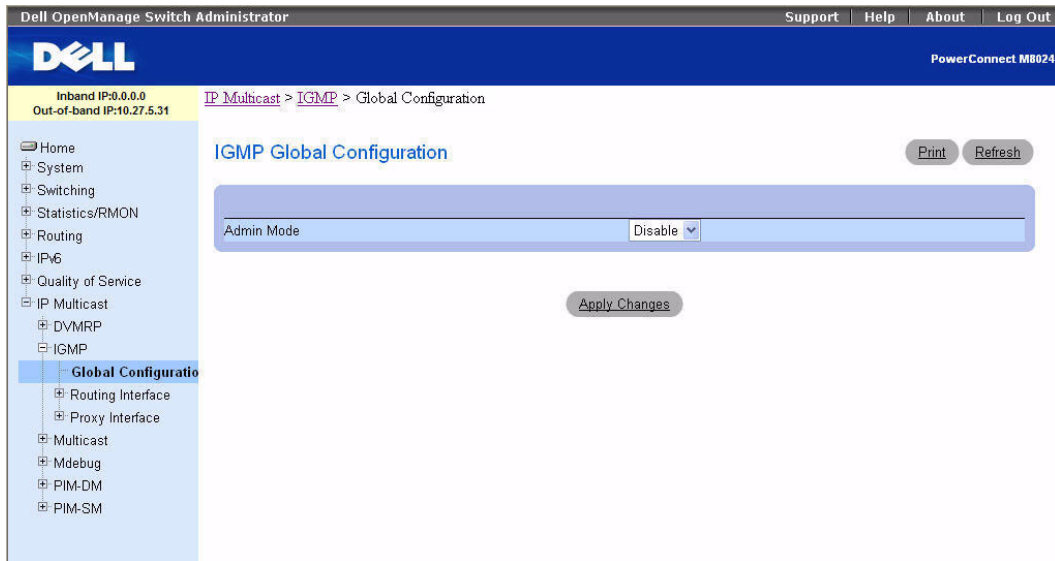 Dell OpenManage Switch Administrator
Support | Help | About | Log Out
DELL
PowerConnect M8024
Inband IP:0.0.0.0
Out-of-band IP:10.27.5.31
IP Multicast > IGMP > Global Configuration
Home
System
Switching
Statistics/RMON
Routing
IPv6
Quality of Service
IP Multicast
DVMRP
IGMP
Global Configuratio
Routing Interface
Proxy Interface
Multicast
Mdebug
PIM-DM
PIM-SM
IGMP Global Configuration
Print Refresh
Admin Mode Disable
Apply Changes